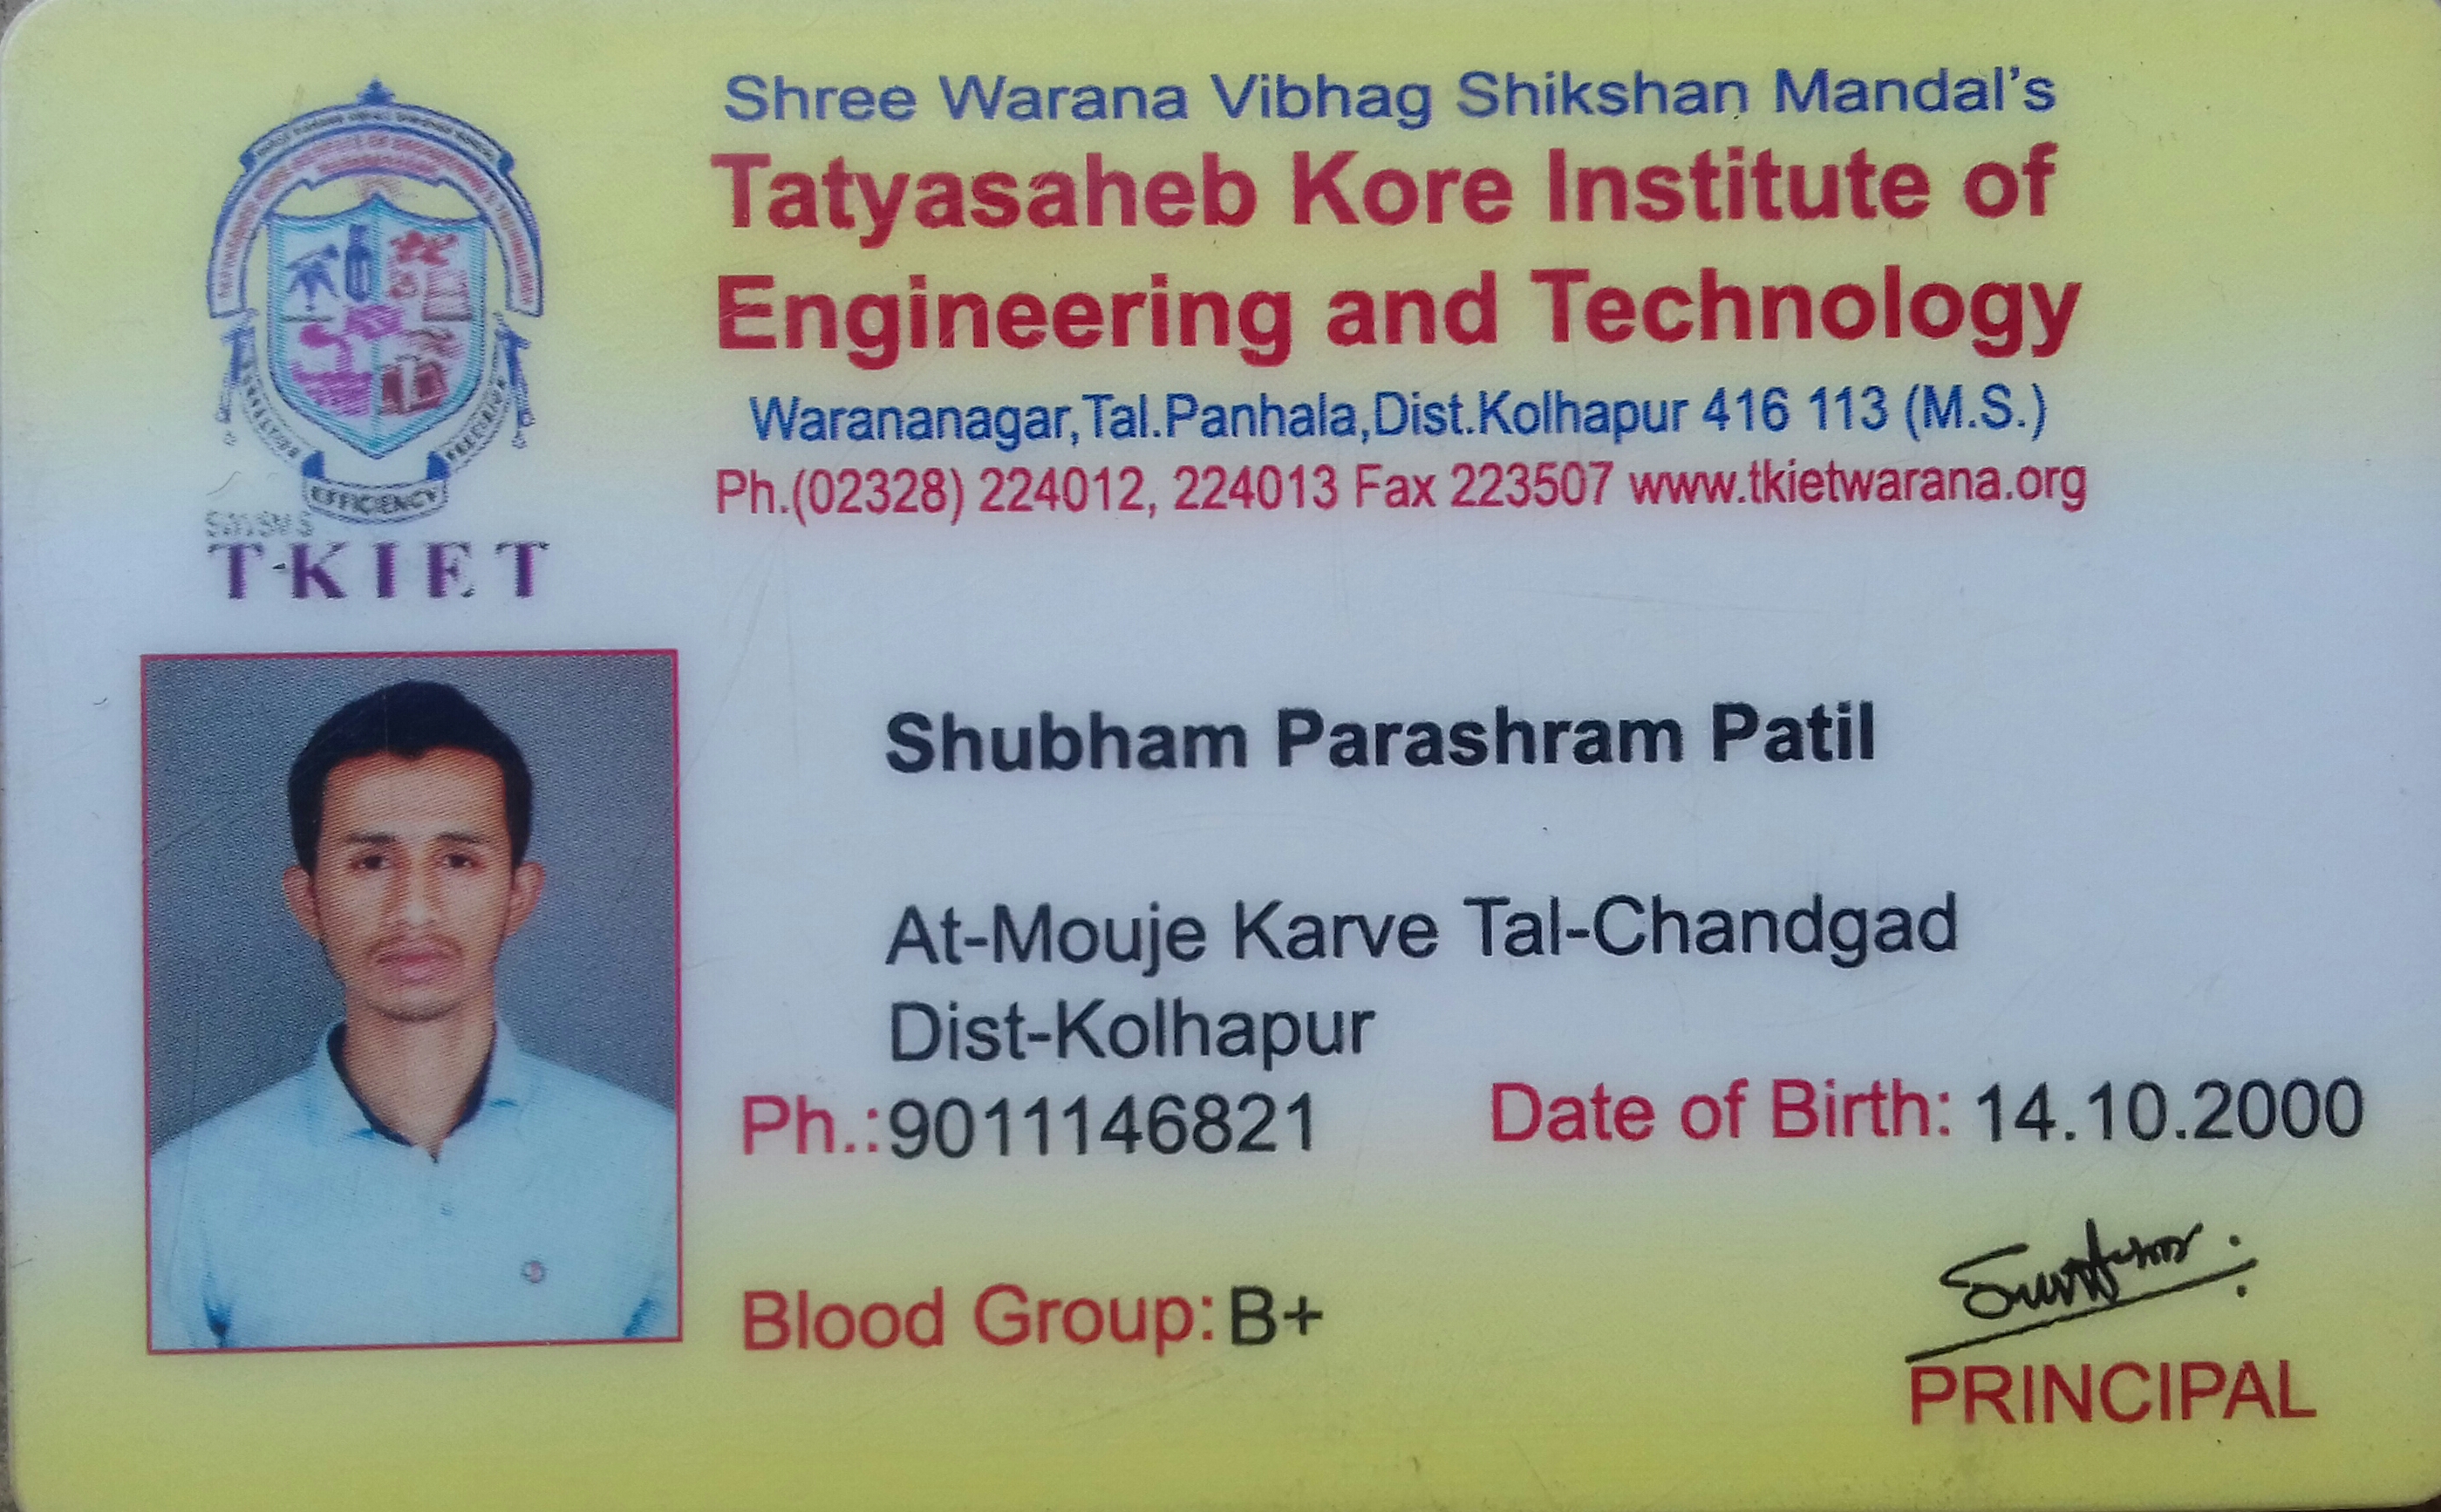 Shree Warana Vibhag Shikshan Mandal's
Tatyasaheb Kore Institute of
Engineering and Technology
Warananagar,Tal.Panhala,Dist.Kolhapur 416 113 (M.S.)
Ph.(02328) 224012, 224013 Fax 223507 www.tkietwarana.org
EFFICIENCY
T-KIET
Shubham Parashram Patil
At-Mouje Karve Tal-Chandgad
Dist-Kolhapur
Ph.:9011146821 Date of Birth: 14.10.2000
Blood Group: B+
PRINCIPAL